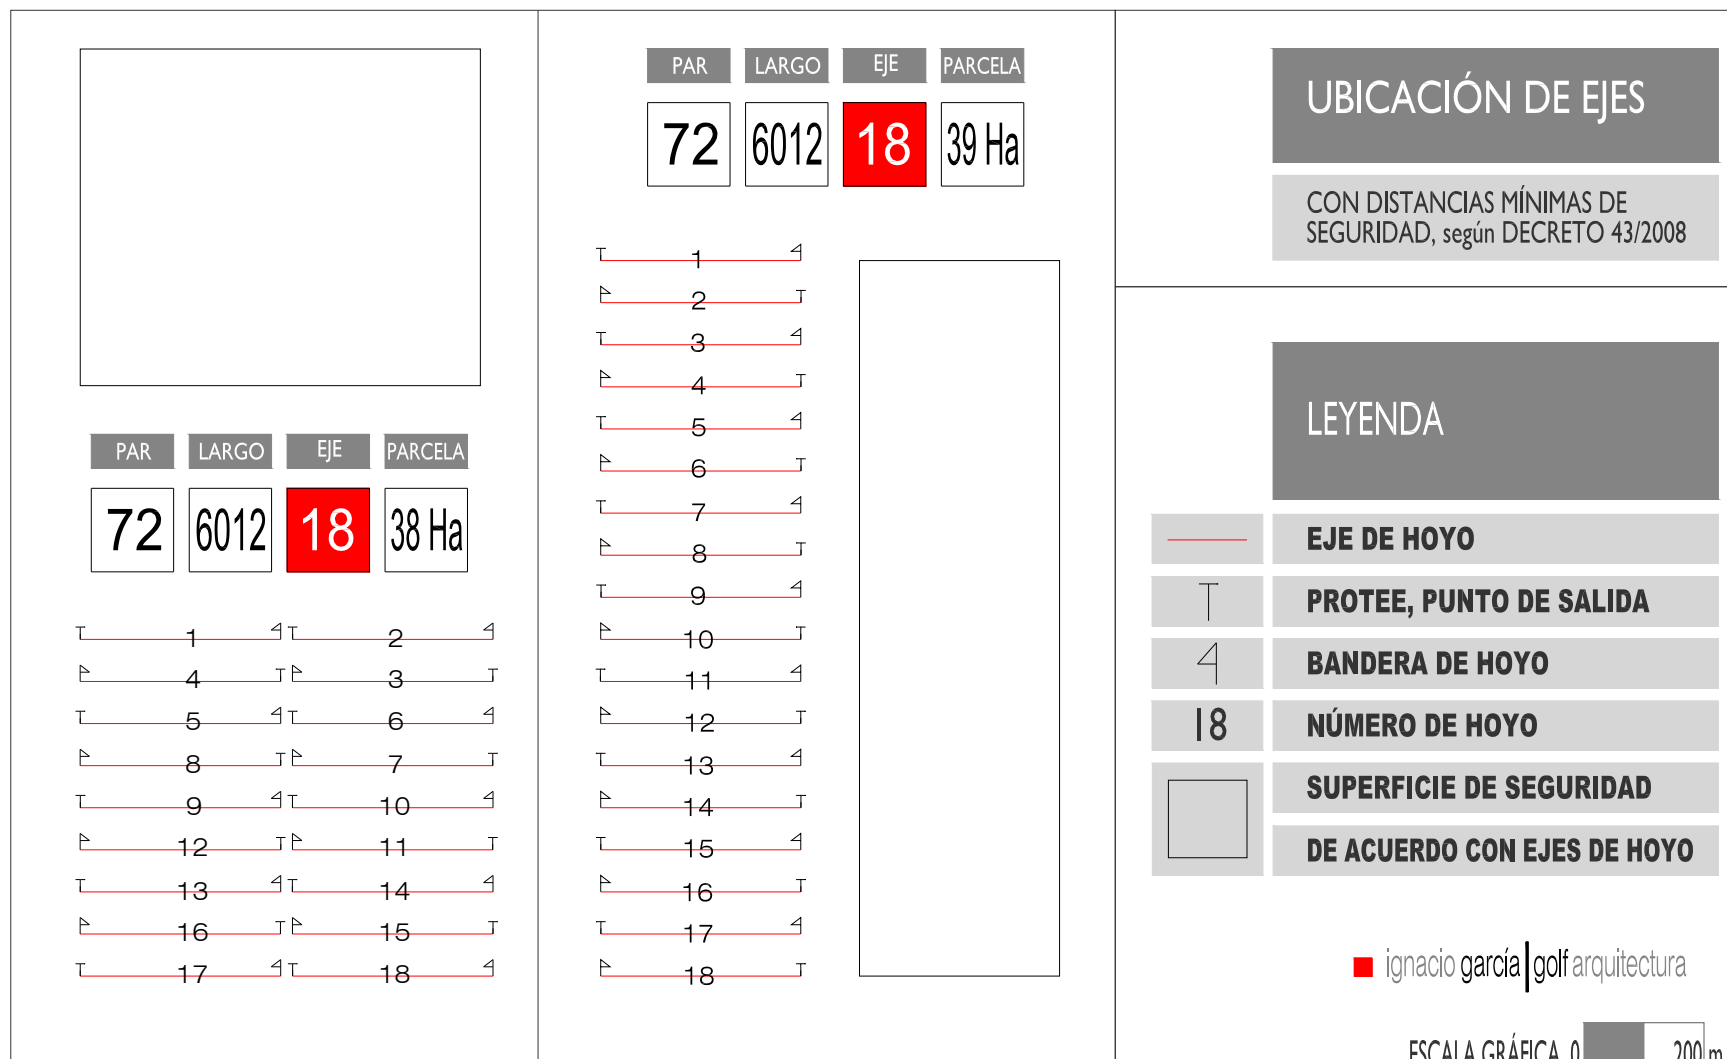 PAR LARGO EJE PARCELA
72 6012 18 38 Ha
1 2
4 3
5 6
8 7
9 10
12 11
13 14
16 15
17 18
PAR LARGO EJE PARCELA
72 6012 18 39 Ha
1
2
3
4
5
6
7
8
9
10
11
12
13
14
15
16
17
18
UBICACIÓN DE EJES
CON DISTANCIAS MÍNIMAS DE
SEGURIDAD, según DECRETO 43/2008
LEYENDA
EJE DE HOYO
T PROTEE, PUNTO DE SALIDA
BANDERA DE HOYO
18 NÚMERO DE HOYO
SUPERFICIE DE SEGURIDAD
DE ACUERDO CON EJES DE HOYO
ignacio garcía golf arquitectura
ESCALA GRÁFICA 0 200 m